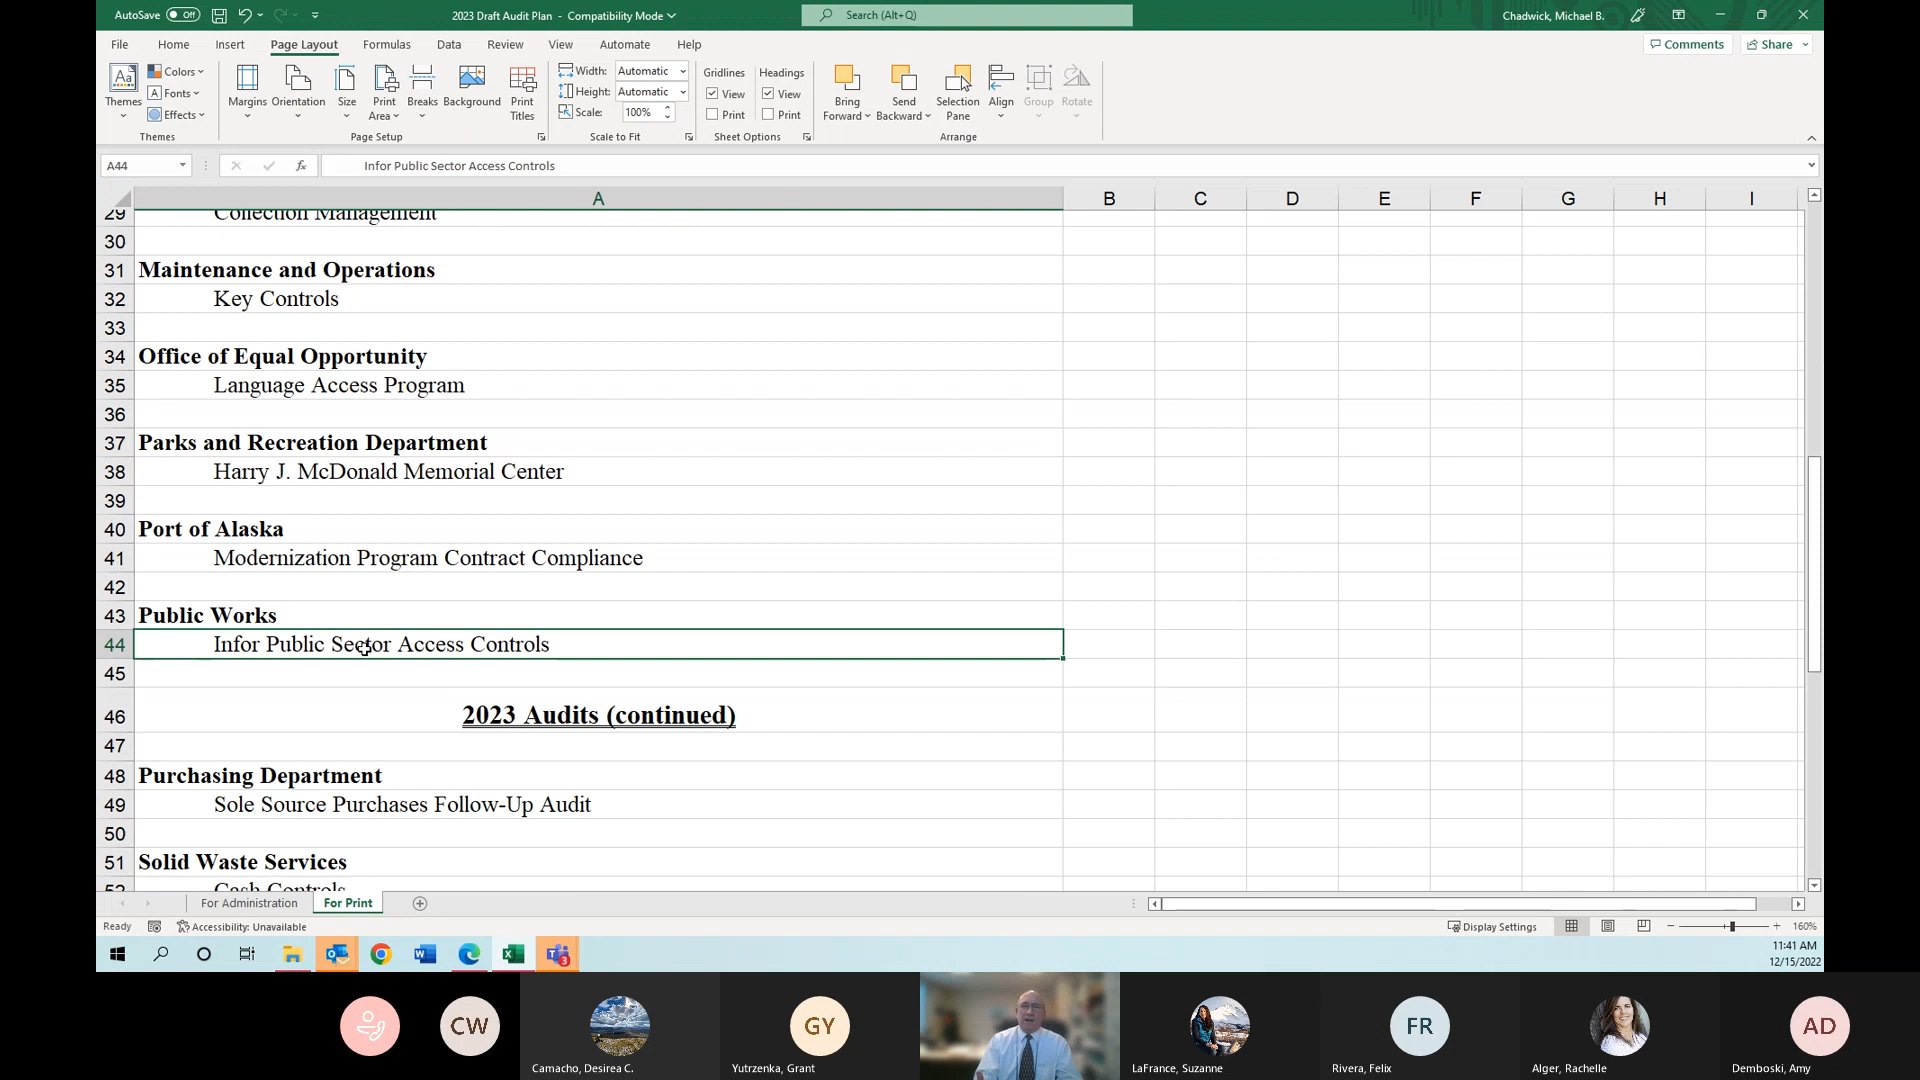 AutoSave Off
2023 Draft Audit Plan - Compatibility Mode
Search (Alt+Q)
Chadwick, Michael B.
File Home Insert Page Layout Formulas Data Review View Automate Help
Comments Share
Themes
Colors
Fonts
Effects
Themes
Margins Orientation Size Print Area Breaks Background Print Titles
Page Setup
Width: Automatic
Height: Automatic
Scale: 100%
Scale to Fit
Gridlines Headings
View View
Print Print
Sheet Options
Bring Forward Send Backward Selection Pane Align Group Rotate
Arrange
A44
fx
Infor Public Sector Access Controls
A B C D E F G H I
29 Collection Management
30
31 Maintenance and Operations
32 Key Controls
33
34 Office of Equal Opportunity
35 Language Access Program
36
37 Parks and Recreation Department
38 Harry J. McDonald Memorial Center
39
40 Port of Alaska
41 Modernization Program Contract Compliance
42
43 Public Works
44 Infor Public Sector Access Controls
45
46 2023 Audits (continued)
47
48 Purchasing Department
49 Sole Source Purchases Follow-Up Audit
50
51 Solid Waste Services
52 Cash Controls
For Administration For Print
Ready
Accessibility: Unavailable
Display Settings
160%
11:41 AM
12/15/2022
CW
GY
FR
AD
Camacho, Desirea C.
Yutrzenka, Grant
LaFrance, Suzanne
Rivera, Felix
Alger, Rachelle
Demboski, Amy